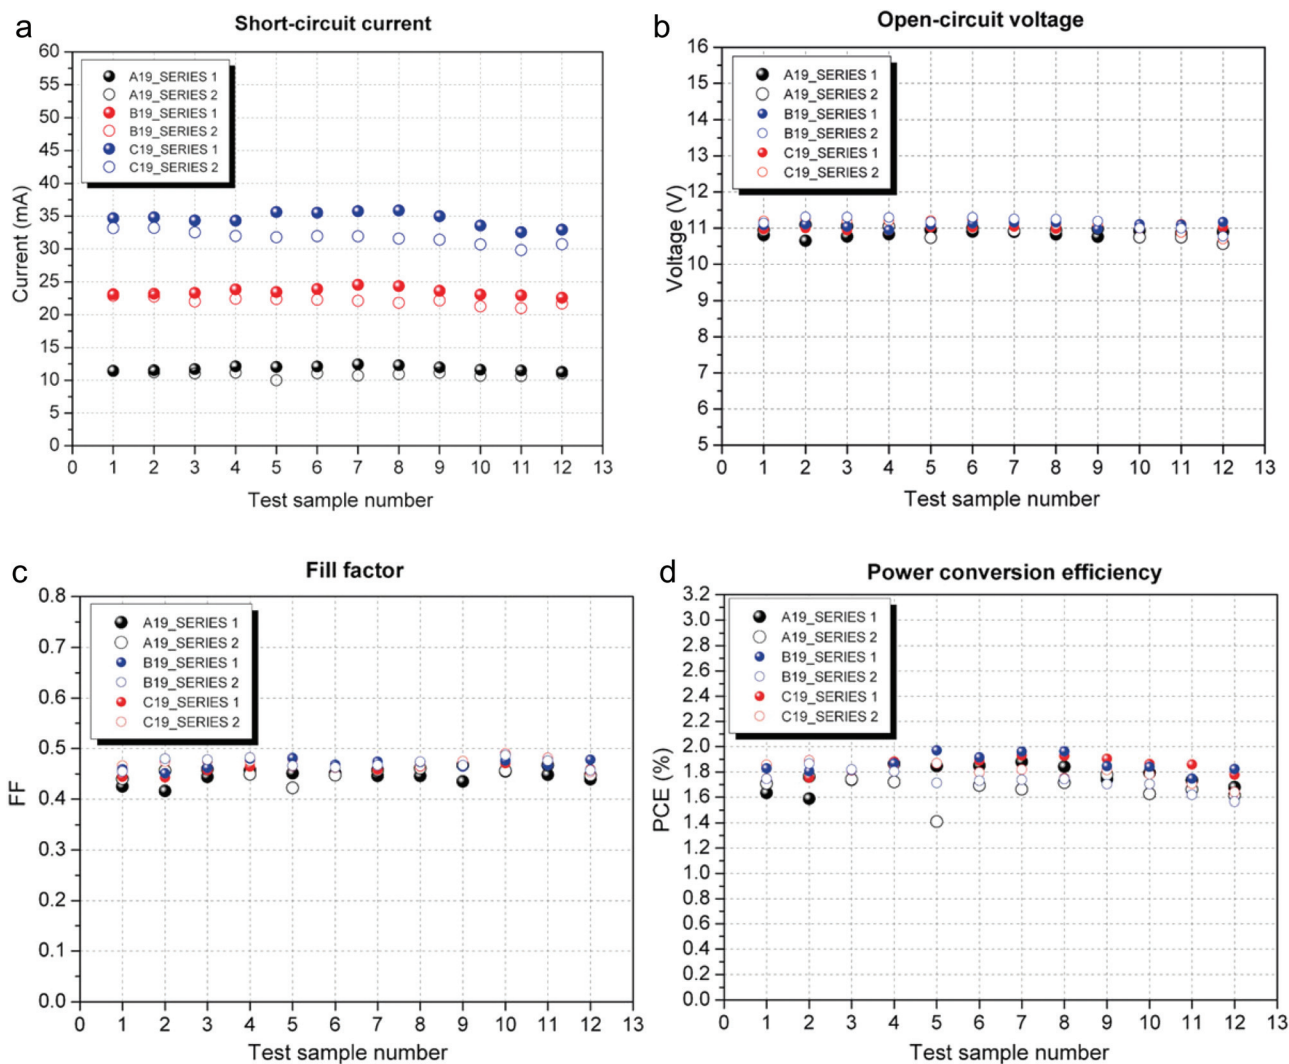 a
Short-circuit current
60
55
50
45
40
35
30
25
20
15
10
5
0
Current (mA)
A19_SERIES 1
A19_SERIES 2
B19_SERIES 1
B19_SERIES 2
C19_SERIES 1
C19_SERIES 2
0 1 2 3 4 5 6 7 8 9 10 11 12 13
Test sample number
b
Open-circuit voltage
16
15
14
13
12
11
10
9
8
7
6
5
Voltage (V)
A19_SERIES 1
A19_SERIES 2
B19_SERIES 1
B19_SERIES 2
C19_SERIES 1
C19_SERIES 2
0 1 2 3 4 5 6 7 8 9 10 11 12 13
Test sample number
c
Fill factor
0.8
0.7
0.6
0.5
0.4
0.3
0.2
0.1
0.0
FF
A19_SERIES 1
A19_SERIES 2
B19_SERIES 1
B19_SERIES 2
C19_SERIES 1
C19_SERIES 2
0 1 2 3 4 5 6 7 8 9 10 11 12 13
Test sample number
d
Power conversion efficiency
3.2
3.0
2.8
2.6
2.4
2.2
2.0
1.8
1.6
1.4
1.2
1.0
0.8
0.6
0.4
0.2
0.0
PCE (%)
A19_SERIES 1
A19_SERIES 2
B19_SERIES 1
B19_SERIES 2
C19_SERIES 1
C19_SERIES 2
0 1 2 3 4 5 6 7 8 9 10 11 12 13
Test sample number